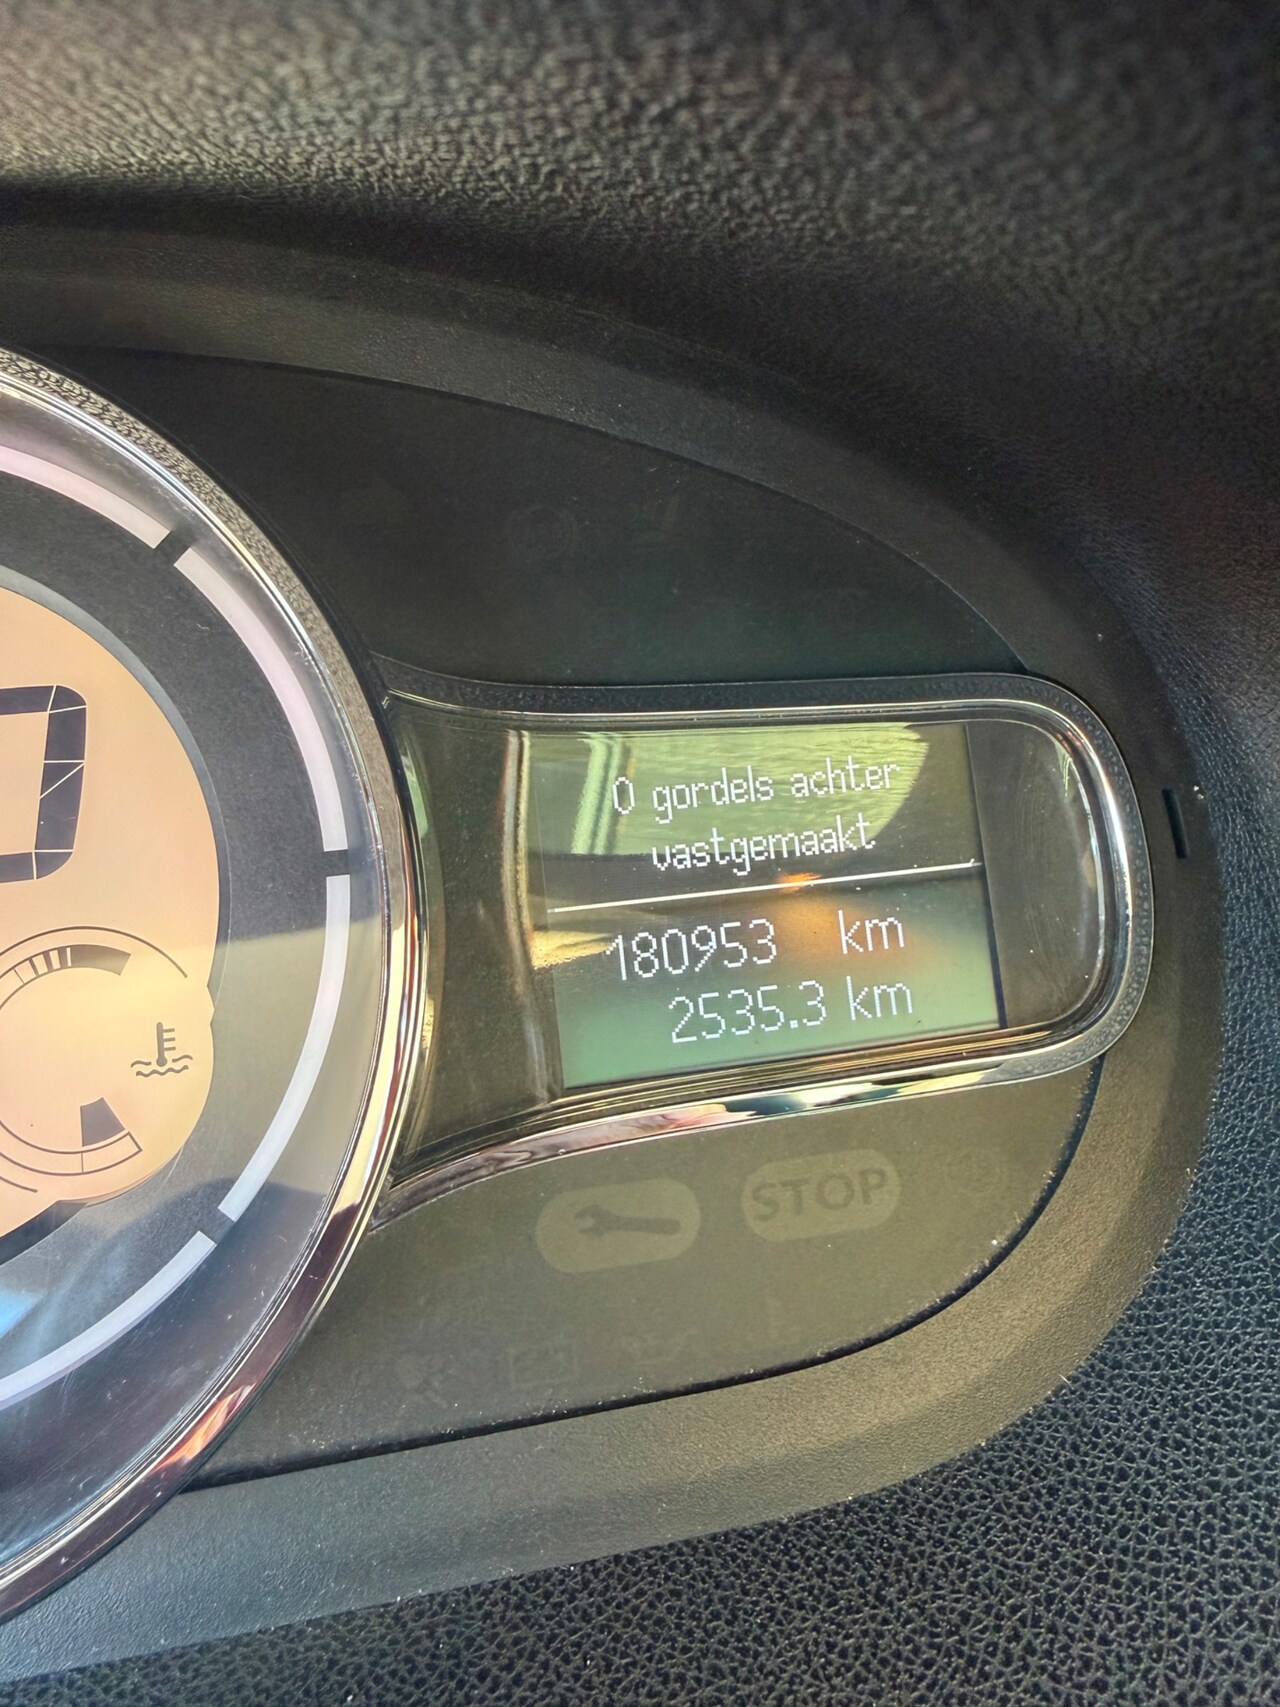 0 gordels achter
vastgemaakt
180953 km
2535.3 km
STOP